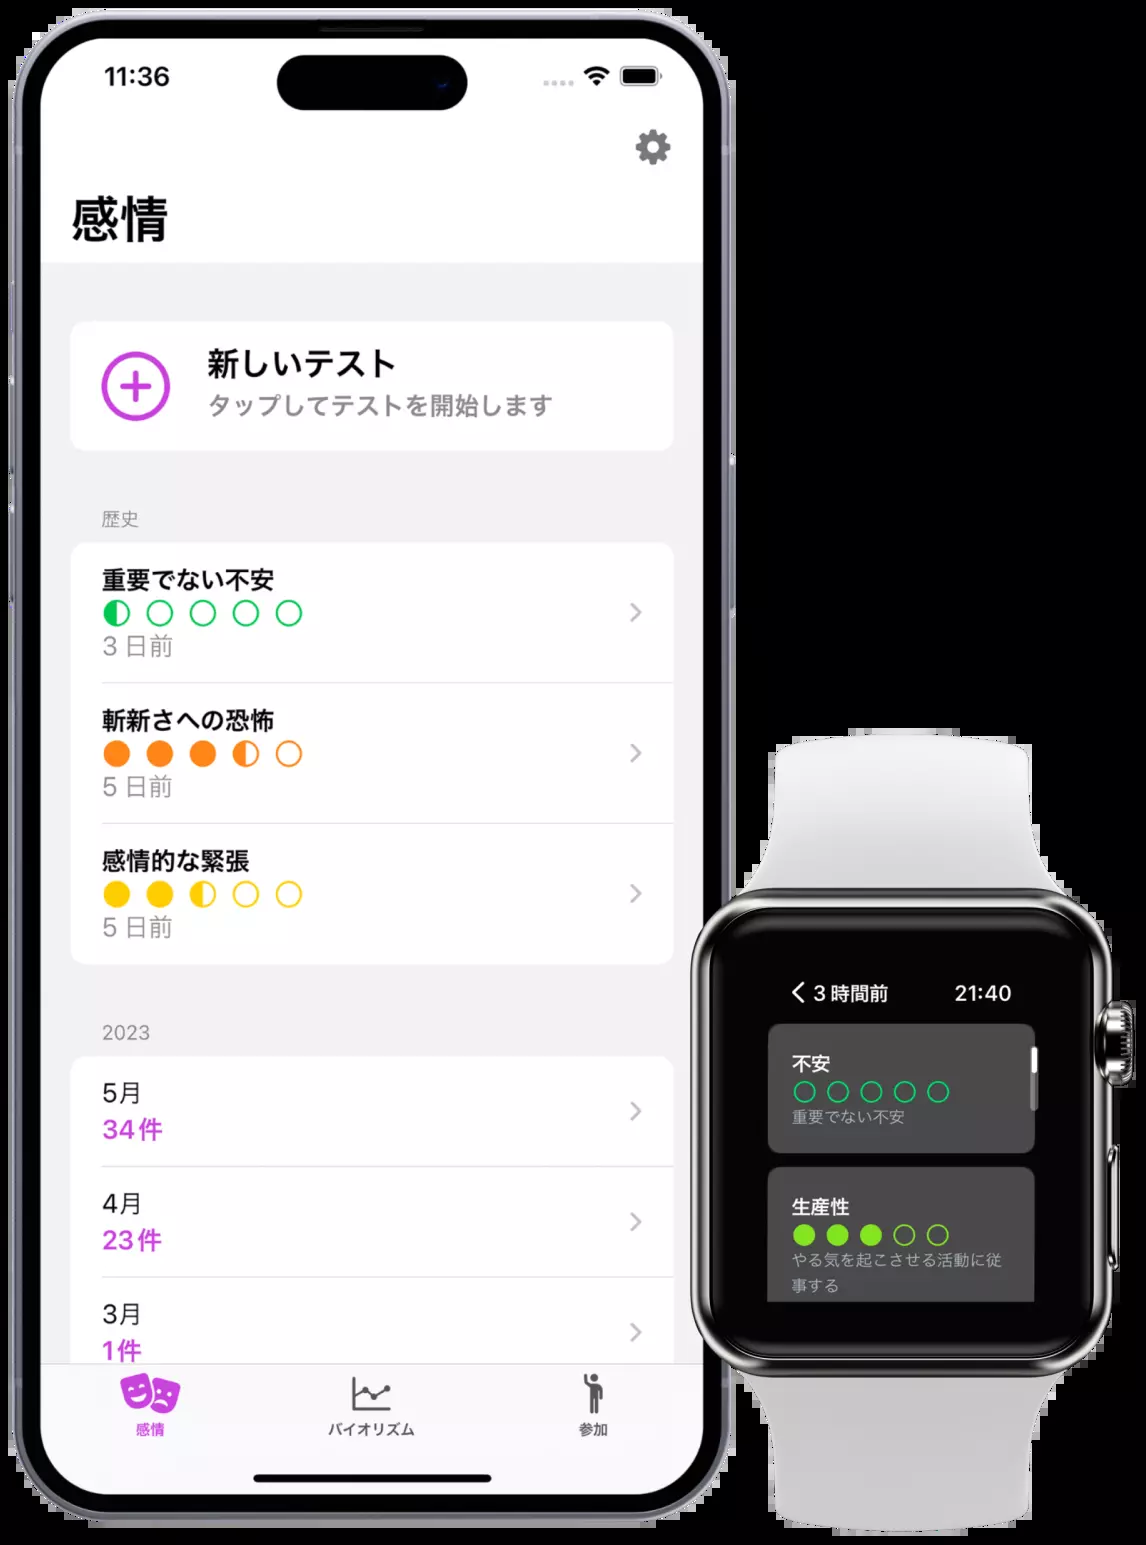 11:36
感情
新しいテスト
タップしてテストを開始します
歴史
重要でない不安
3 日前
斬新さへの恐怖
5 日前
感情的な緊張
5 日前
2023
5月
34件
4月
23件
3月
1件
感情
バイオリズム
参加
3 時間前
21:40
不安
重要でない不安
生産性
やる気を起こさせる活動に従
事する